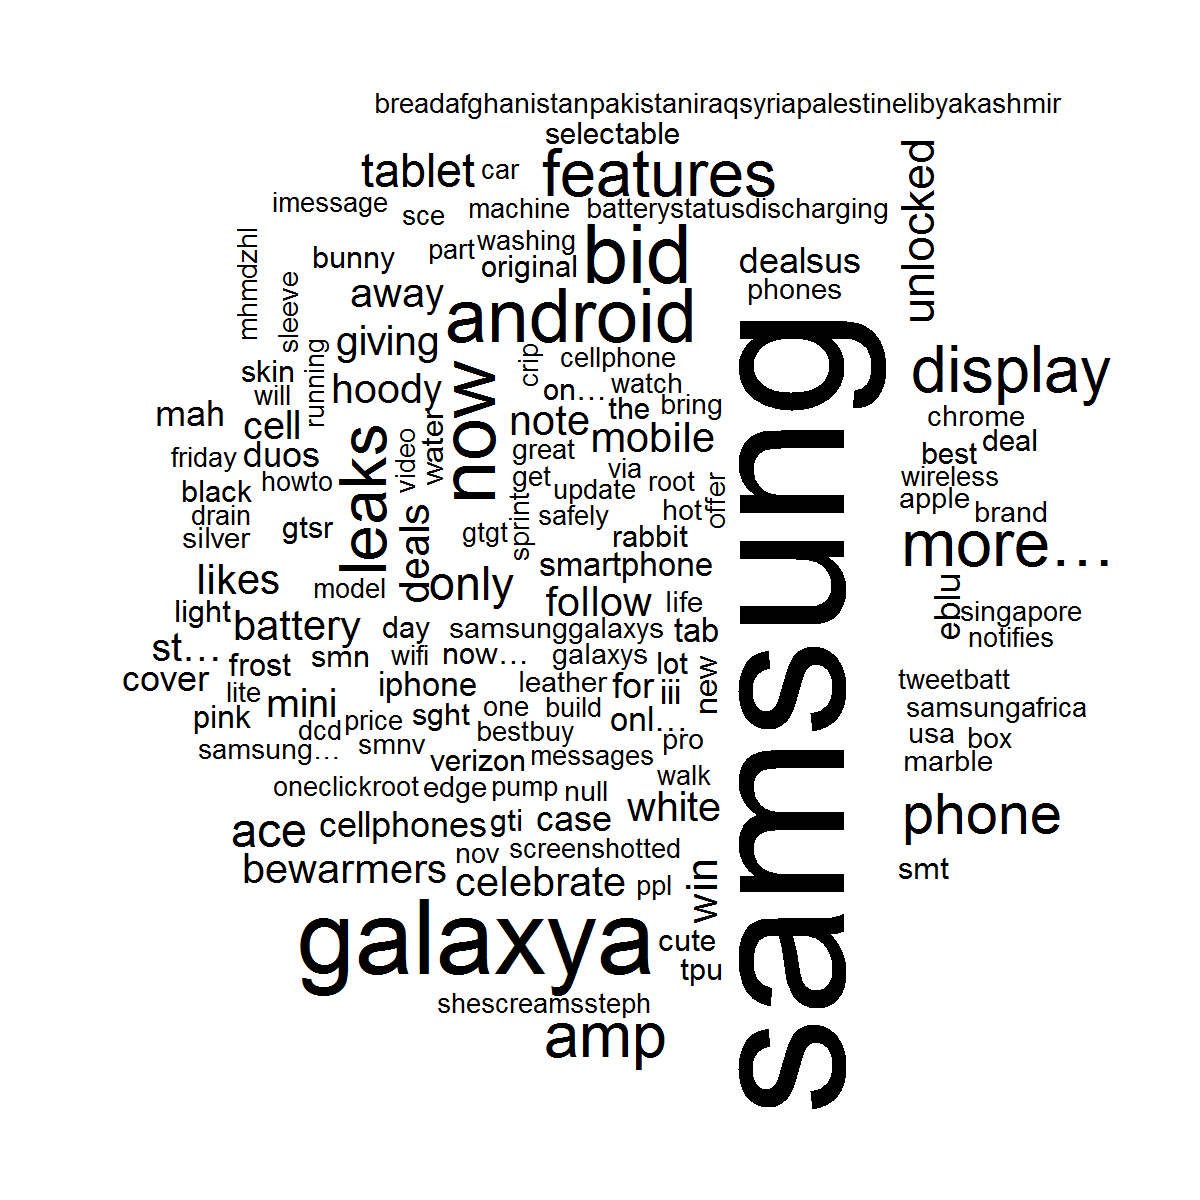 breadafghanistanpakistaniraqsyriapalestinelibyakashmir
selectable
tablet
car
features
unlocked
imessage
sce
machine
batterystatusdischarging
mhmdzhl
bunny
part
washing
original
bid
dealsus
phones
sleeve
away
android
samsung
running
giving
crip
cellphone
display
skin
will
hoody
now
on…
watch
the
bring
mah
cell
note
mobile
chrome
deal
friday
duos
leaks
video
water
great
best
howto
get
via
root
wireless
black
update
offer
apple
drain
deals
sprint
safely
hot
brand
silver
gtsr
gtgt
rabbit
more…
likes
model
only
smartphone
eblu
light
follow
life
singapore
battery
day
samsunggalaxys
tab
notifies
st…
frost
smn
wifi
now…
galaxys
lot
new
cover
lite
iphone
leather
for
iii
tweetbatt
pink
mini
price
sght
one
build
onl…
samsungafrica
dcd
samsung…
smnv
bestbuy
pro
usa
box
verizon
messages
walk
marble
oneclickroot
edge
pump
null
white
ace
cellphones
gti
case
phone
nov
screenshotted
bewarmers
celebrate
ppl
win
smt
galaxya
cute
tpu
shescreamssteph
amp